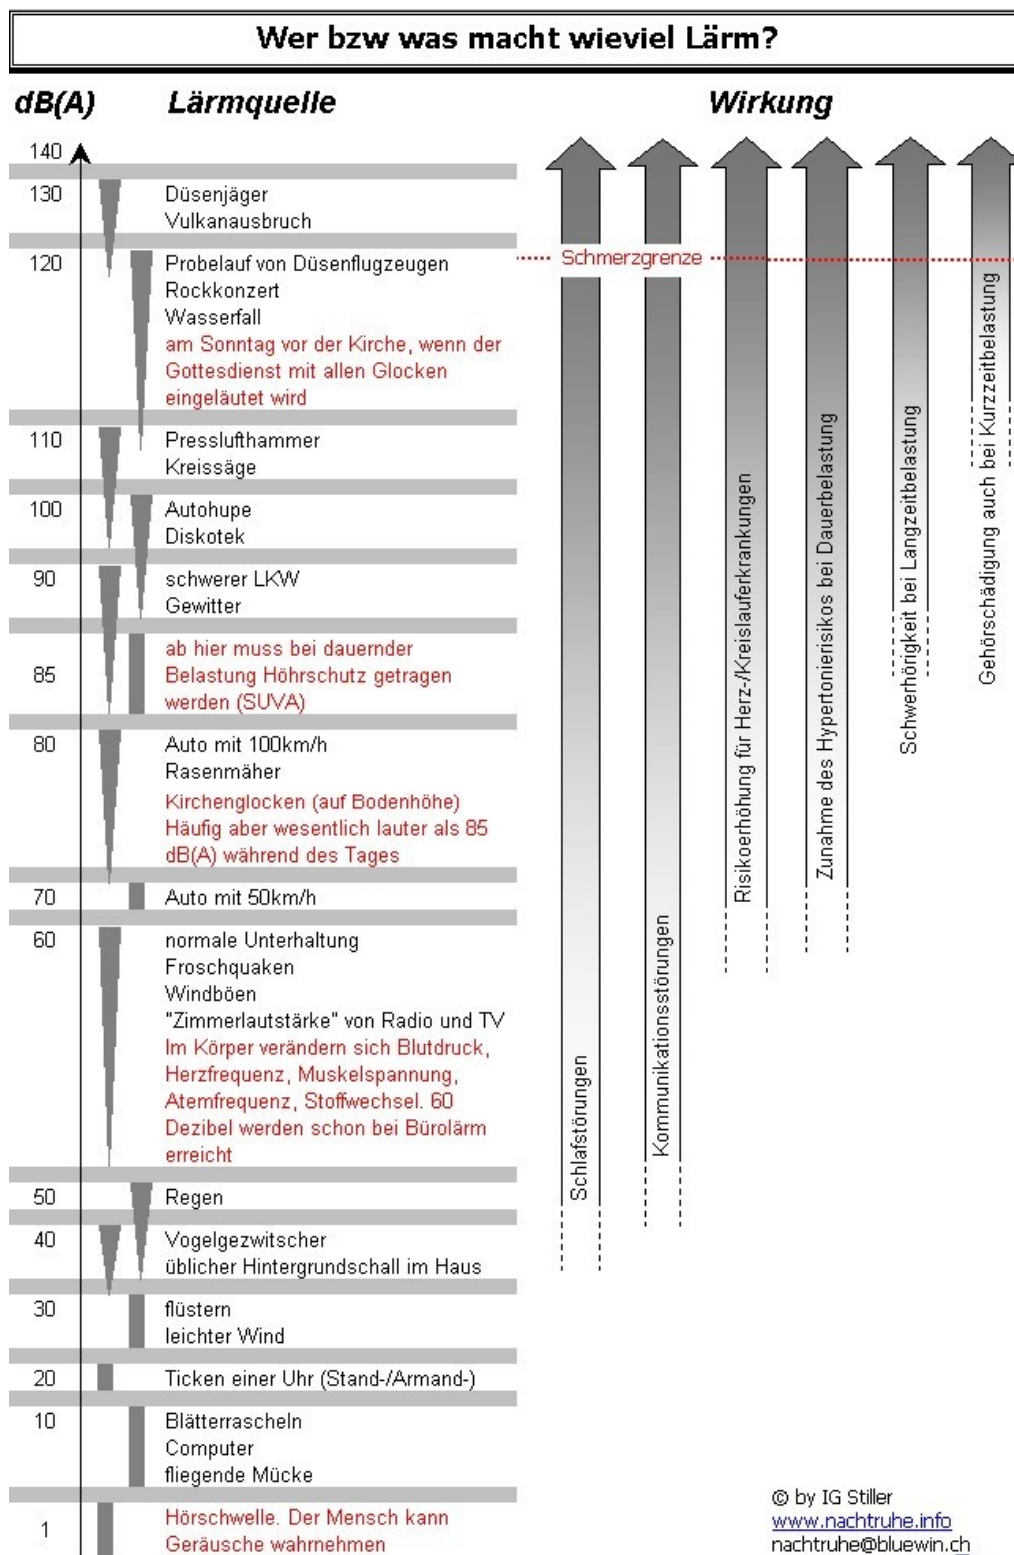 Wer bzw was macht wieviel Lärm?
dB(A) Lärmquelle Wirkung
140
130 Düsenjäger
Vulkanausbruch
120 Probelauf von Düsenflugzeugen
Schmerzgrenze
Rockkonzert
Wasserfall
am Sonntag vor der Kirche, wenn der
Gottesdienst mit allen Glocken
eingeläutet wird
110 Presslufthammer
Kreissäge
100 Autohupe
Diskotek
90 schwerer LKW
Gewitter
ab hier muss bei dauernder
85 Belastung Höhrschutz getragen
werden (SUVA)
80 Auto mit 100km/h
Rasenmäher
Kirchenglocken (auf Bodenhöhe)
Häufig aber wesentlich lauter als 85
dB(A) während des Tages
70 Auto mit 50km/h
60 normale Unterhaltung
Froschquaken
Windböen
"Zimmerlautstärke" von Radio und TV
Im Körper verändern sich Blutdruck,
Herzfrequenz, Muskelspannung,
Atemfrequenz, Stoffwechsel. 60
Dezibel werden schon bei Bürolärm
erreicht
50 Regen
40 Vogelgezwitscher
üblicher Hintergrundschall im Haus
30 flüstern
leichter Wind
20 Ticken einer Uhr (Stand-/Armand-)
10 Blätterrascheln
Computer
fliegende Mücke
1 Hörschwelle. Der Mensch kann
Geräusche wahrnehmen
Schlafstörungen
Kommunikationsstörungen
Risikoerhöhung für Herz-/Kreislauferkrankungen
Zunahme des Hypertonierisikos bei Dauerbelastung
Schwerhörigkeit bei Langzeitbelastung
Gehörschädigung auch bei Kurzzeitbelastung
© by IG Stiller
www.nachtruhe.info
nachtruhe@bluewin.ch